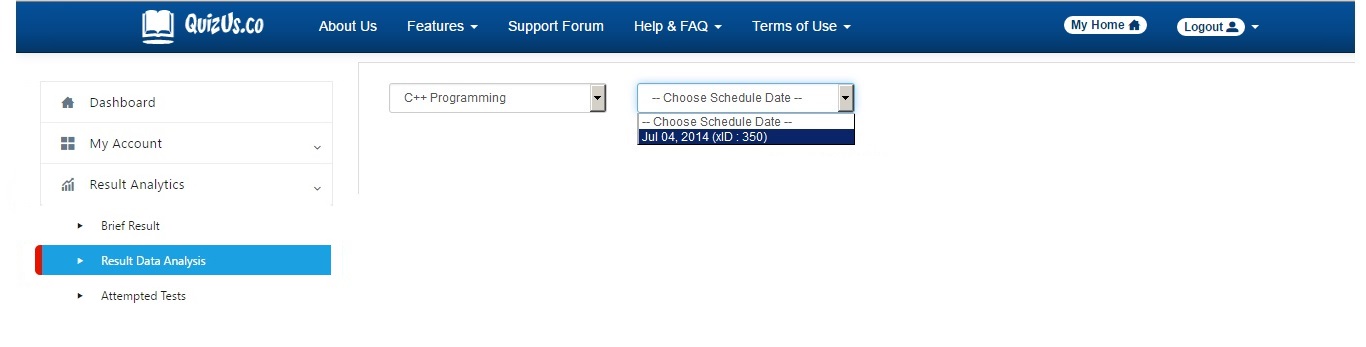 QuizUs.co About Us Features Support Forum Help & FAQ Terms of Use My Home Logout
Dashboard
My Account
Result Analytics
Brief Result
Result Data Analysis
Attempted Tests
C++ Programming
-- Choose Schedule Date --
-- Choose Schedule Date --
Jul 04, 2014 (xID : 350)